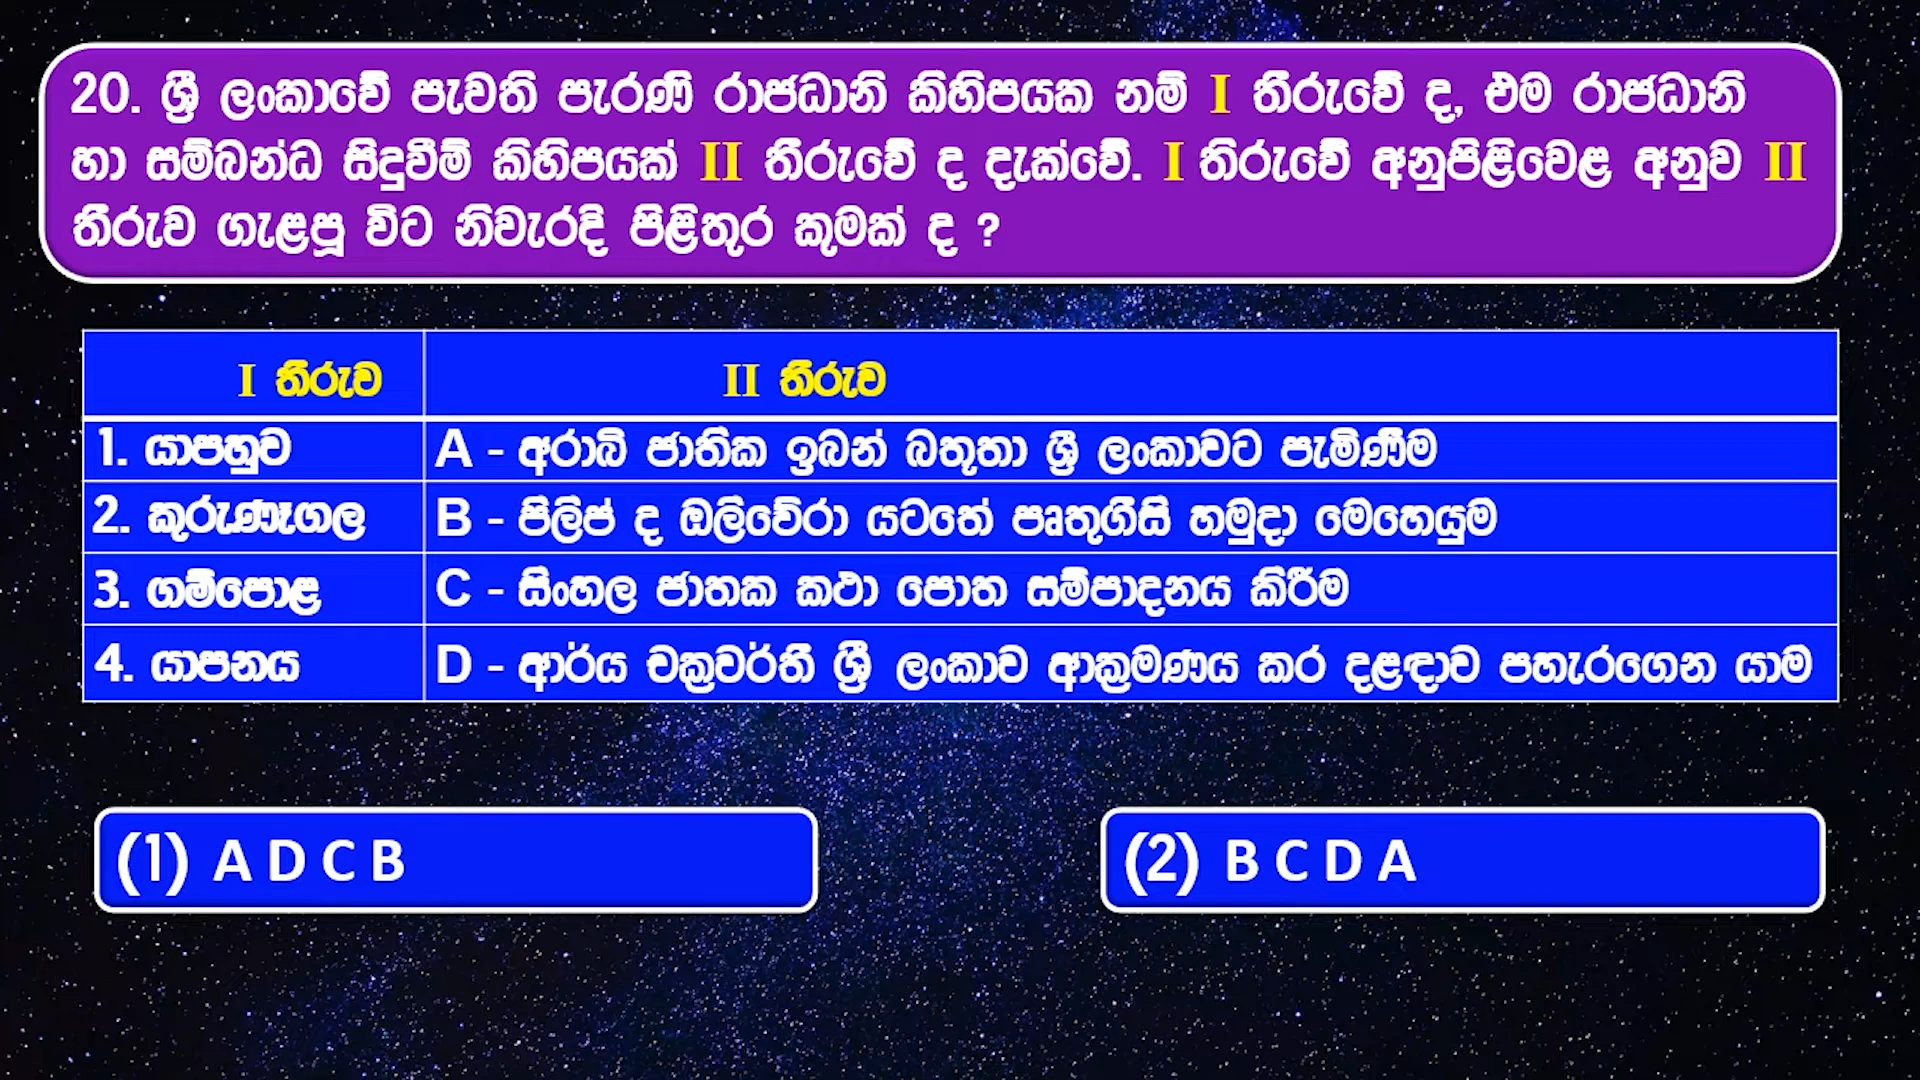 20. ශ්‍රී ලංකාවේ පැවති පැරණි රාජධානි කිහිපයක නම් I තීරුවේ ද, එම රාජධානි
හා සම්බන්ධ සිදුවීම් කිහිපයක් II තීරුවේ ද දැක්වේ. I තිරුවේ අනුපිළිවෙළ අනුව II
තීරුව ගැළපූ විට නිවැරදි පිළිතුර කුමක් ද ?
I තීරුව II තීරුව
1. යාපහුව A - අරාබි ජාතික ඉබන් බතූතා ශ්‍රී ලංකාවට පැමිණීම
2. කුරුණෑගල B - පිලිප් ද ඔලිවේරා යටතේ පෘතුගීසි හමුදා මෙහෙයුම
3. ගම්පොළ C - සිංහල ජාතක කථා පොත සම්පාදනය කිරීම
4. යාපනය D - ආර්ය චක්‍රවර්තී ශ්‍රී ලංකාව ආක්‍රමණය කර දළඳාව පහැරගෙන යාම
(1) A D C B (2) B C D A